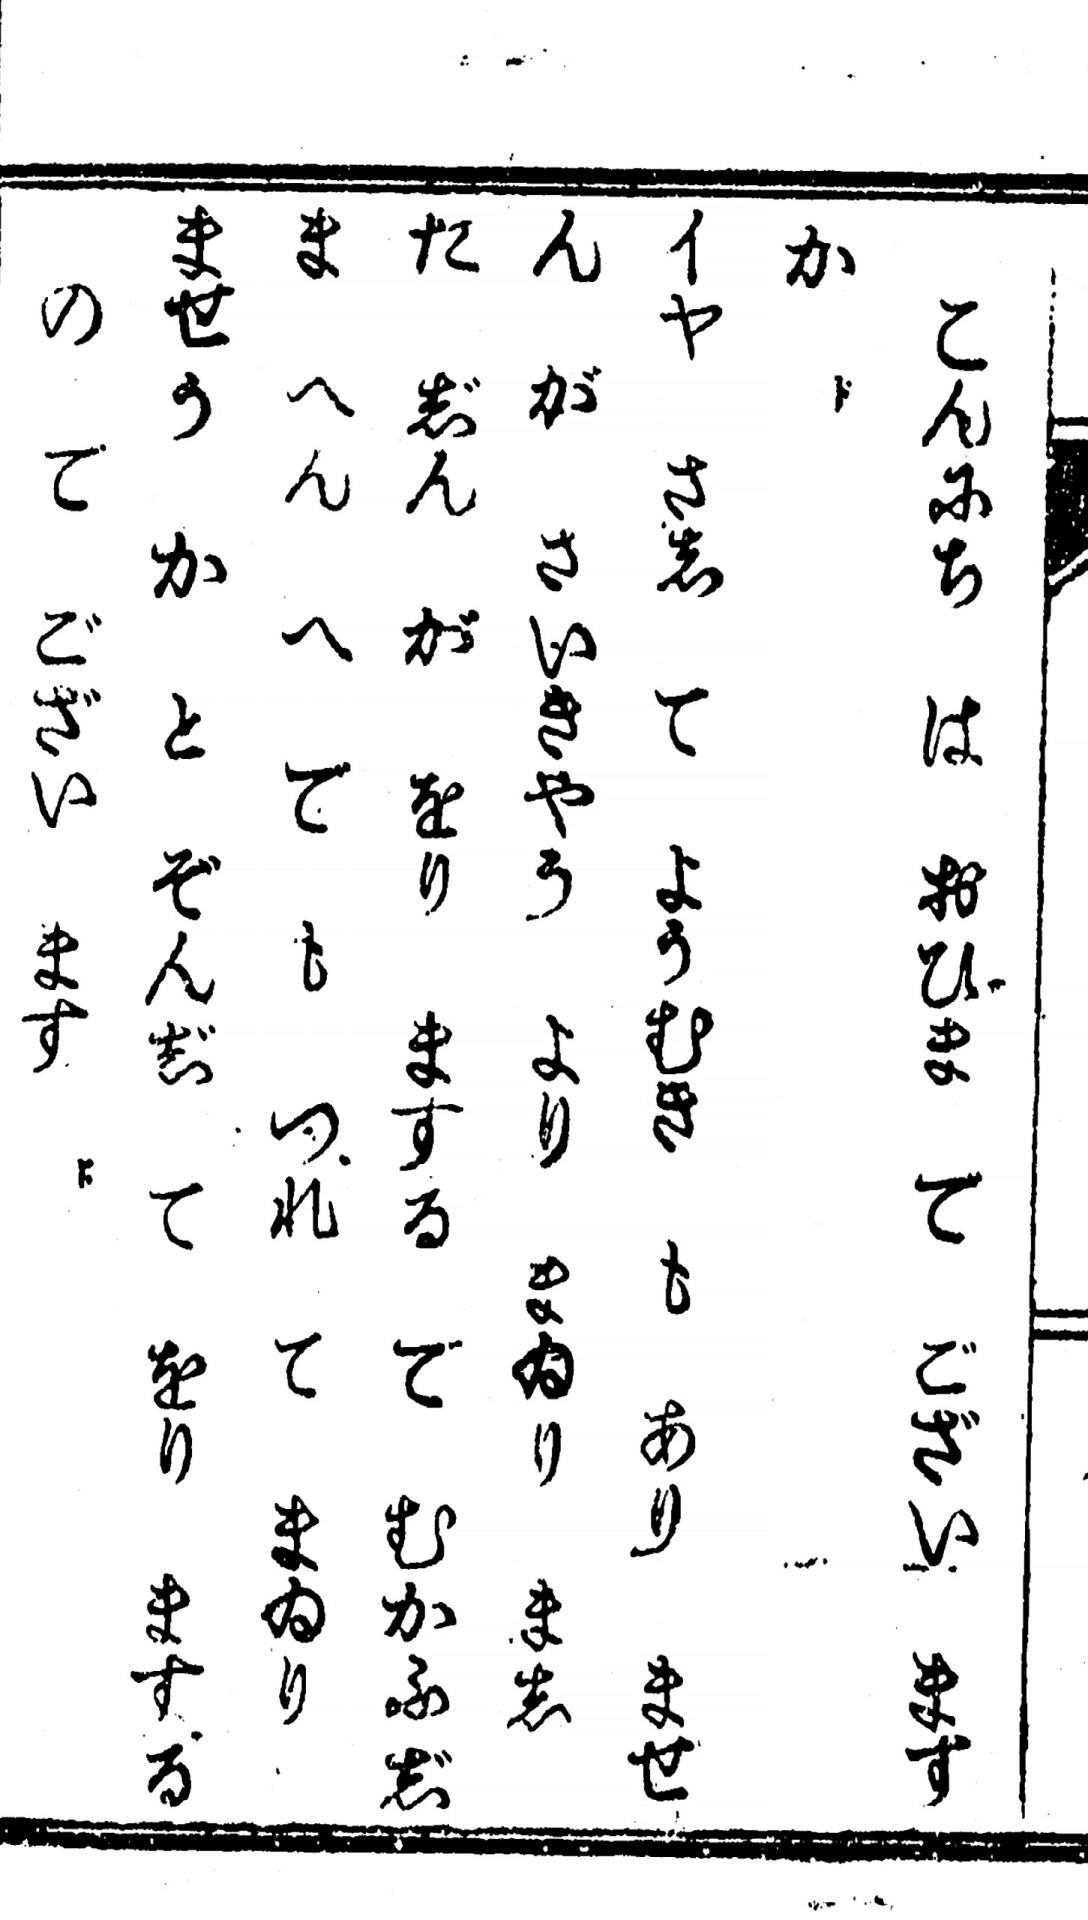 こんにち は おひま で ござい ます
か ト
イヤ さし て ようむき も あり ませ
ん が さいきやう より まゐり まし
た じん が をり まする で むかふじ
ま へん へ でも つれ て まゐり
ませう か と ぞんじ て をり まする
の で ござい ます ト